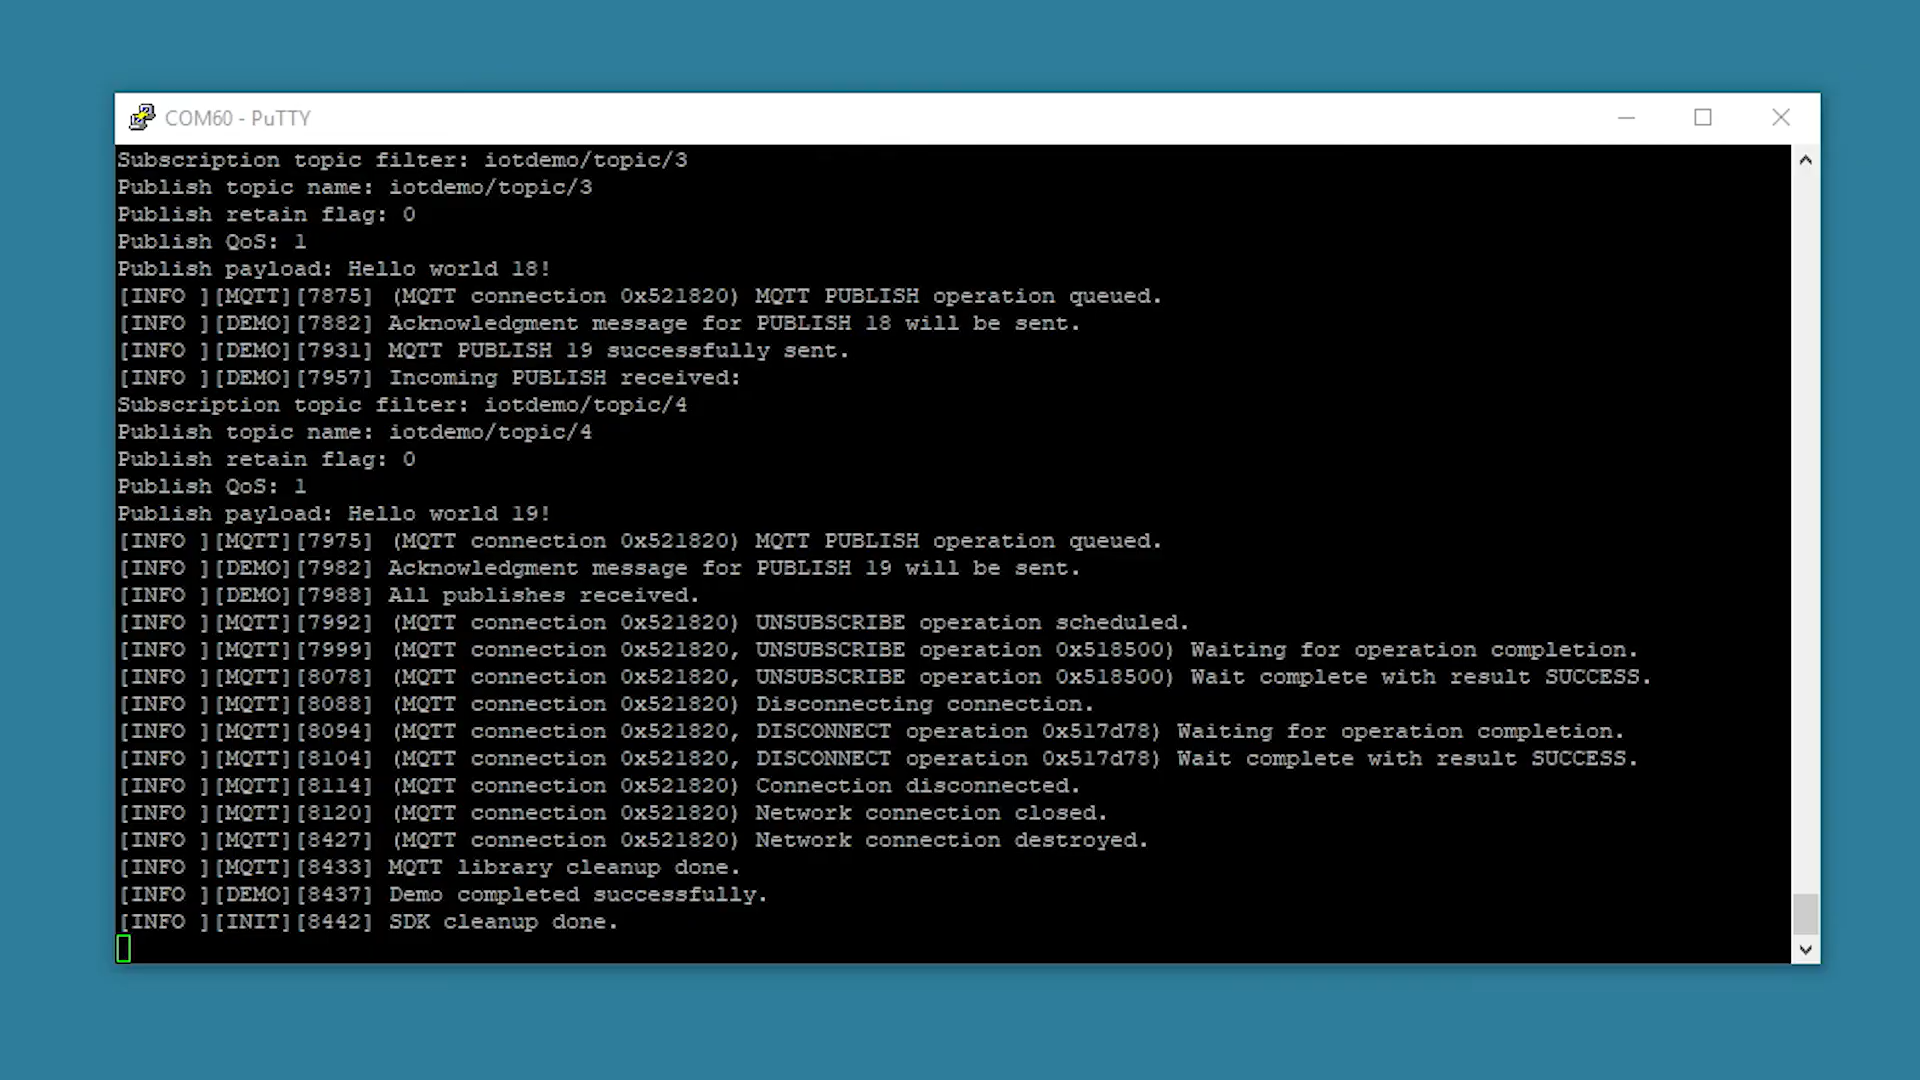 COM60 - PuTTY
Subscription topic filter: iotdemo/topic/3
Publish topic name: iotdemo/topic/3
Publish retain flag: 0
Publish QoS: 1
Publish payload: Hello world 18!
[INFO ][MQTT][7875] (MQTT connection 0x521820) MQTT PUBLISH operation queued.
[INFO ][DEMO][7882] Acknowledgment message for PUBLISH 18 will be sent.
[INFO ][DEMO][7931] MQTT PUBLISH 19 successfully sent.
[INFO ][DEMO][7957] Incoming PUBLISH received:
Subscription topic filter: iotdemo/topic/4
Publish topic name: iotdemo/topic/4
Publish retain flag: 0
Publish QoS: 1
Publish payload: Hello world 19!
[INFO ][MQTT][7975] (MQTT connection 0x521820) MQTT PUBLISH operation queued.
[INFO ][DEMO][7982] Acknowledgment message for PUBLISH 19 will be sent.
[INFO ][DEMO][7988] All publishes received.
[INFO ][MQTT][7992] (MQTT connection 0x521820) UNSUBSCRIBE operation scheduled.
[INFO ][MQTT][7999] (MQTT connection 0x521820, UNSUBSCRIBE operation 0x518500) Waiting for operation completion.
[INFO ][MQTT][8078] (MQTT connection 0x521820, UNSUBSCRIBE operation 0x518500) Wait complete with result SUCCESS.
[INFO ][MQTT][8088] (MQTT connection 0x521820) Disconnecting connection.
[INFO ][MQTT][8094] (MQTT connection 0x521820, DISCONNECT operation 0x517d78) Waiting for operation completion.
[INFO ][MQTT][8104] (MQTT connection 0x521820, DISCONNECT operation 0x517d78) Wait complete with result SUCCESS.
[INFO ][MQTT][8114] (MQTT connection 0x521820) Connection disconnected.
[INFO ][MQTT][8120] (MQTT connection 0x521820) Network connection closed.
[INFO ][MQTT][8427] (MQTT connection 0x521820) Network connection destroyed.
[INFO ][MQTT][8433] MQTT library cleanup done.
[INFO ][DEMO][8437] Demo completed successfully.
[INFO ][INIT][8442] SDK cleanup done.